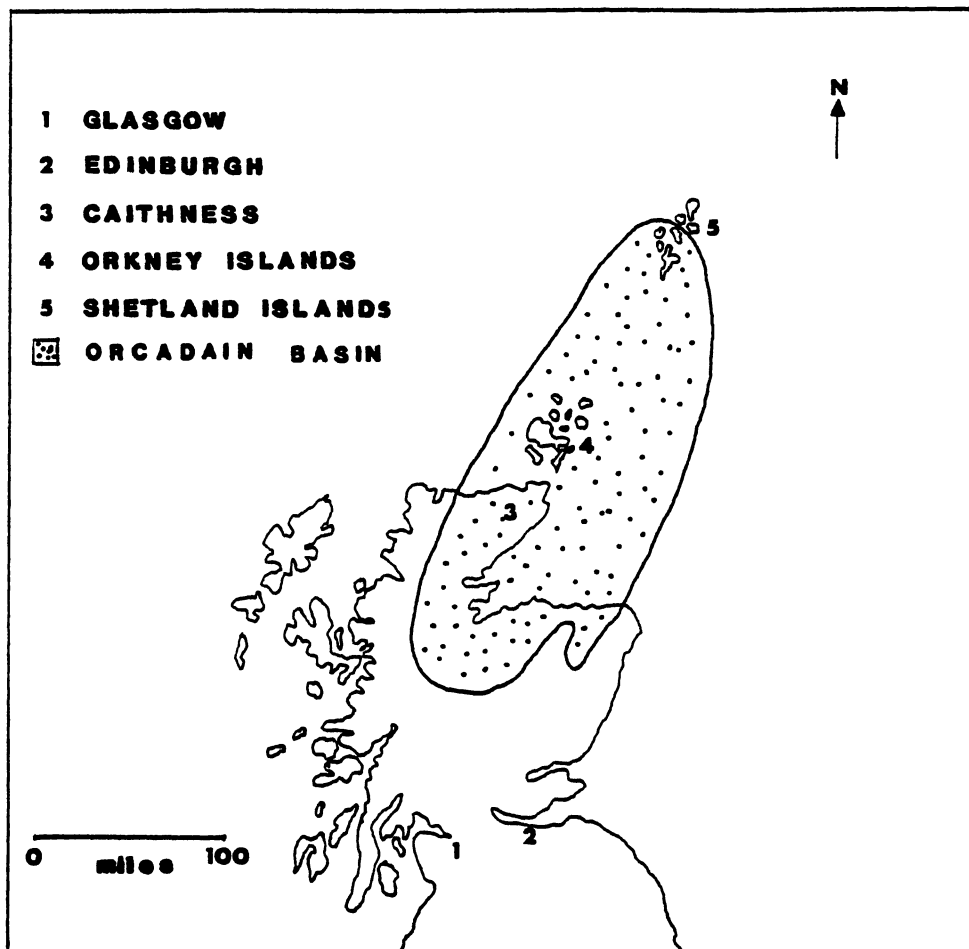 N
1 GLASGOW
2 EDINBURGH
3 CAITHNESS
4 ORKNEY ISLANDS
5 SHETLAND ISLANDS
ORCADAIN BASIN
5
4
3
1
2
0 100
miles